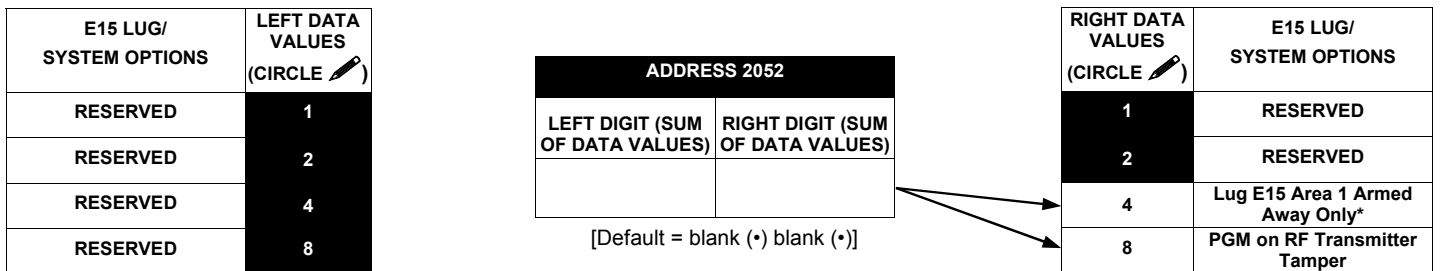 E15 LUG/
SYSTEM OPTIONS
LEFT DATA
VALUES
(CIRCLE )
RESERVED 1
RESERVED 2
RESERVED 4
RESERVED 8
ADDRESS 2052
LEFT DIGIT (SUM
OF DATA VALUES)
RIGHT DIGIT (SUM
OF DATA VALUES)
[Default = blank (•) blank (•)]
RIGHT DATA
VALUES
(CIRCLE )
E15 LUG/
SYSTEM OPTIONS
1 RESERVED
2 RESERVED
4 Lug E15 Area 1 Armed
Away Only*
8 PGM on RF Transmitter
Tamper